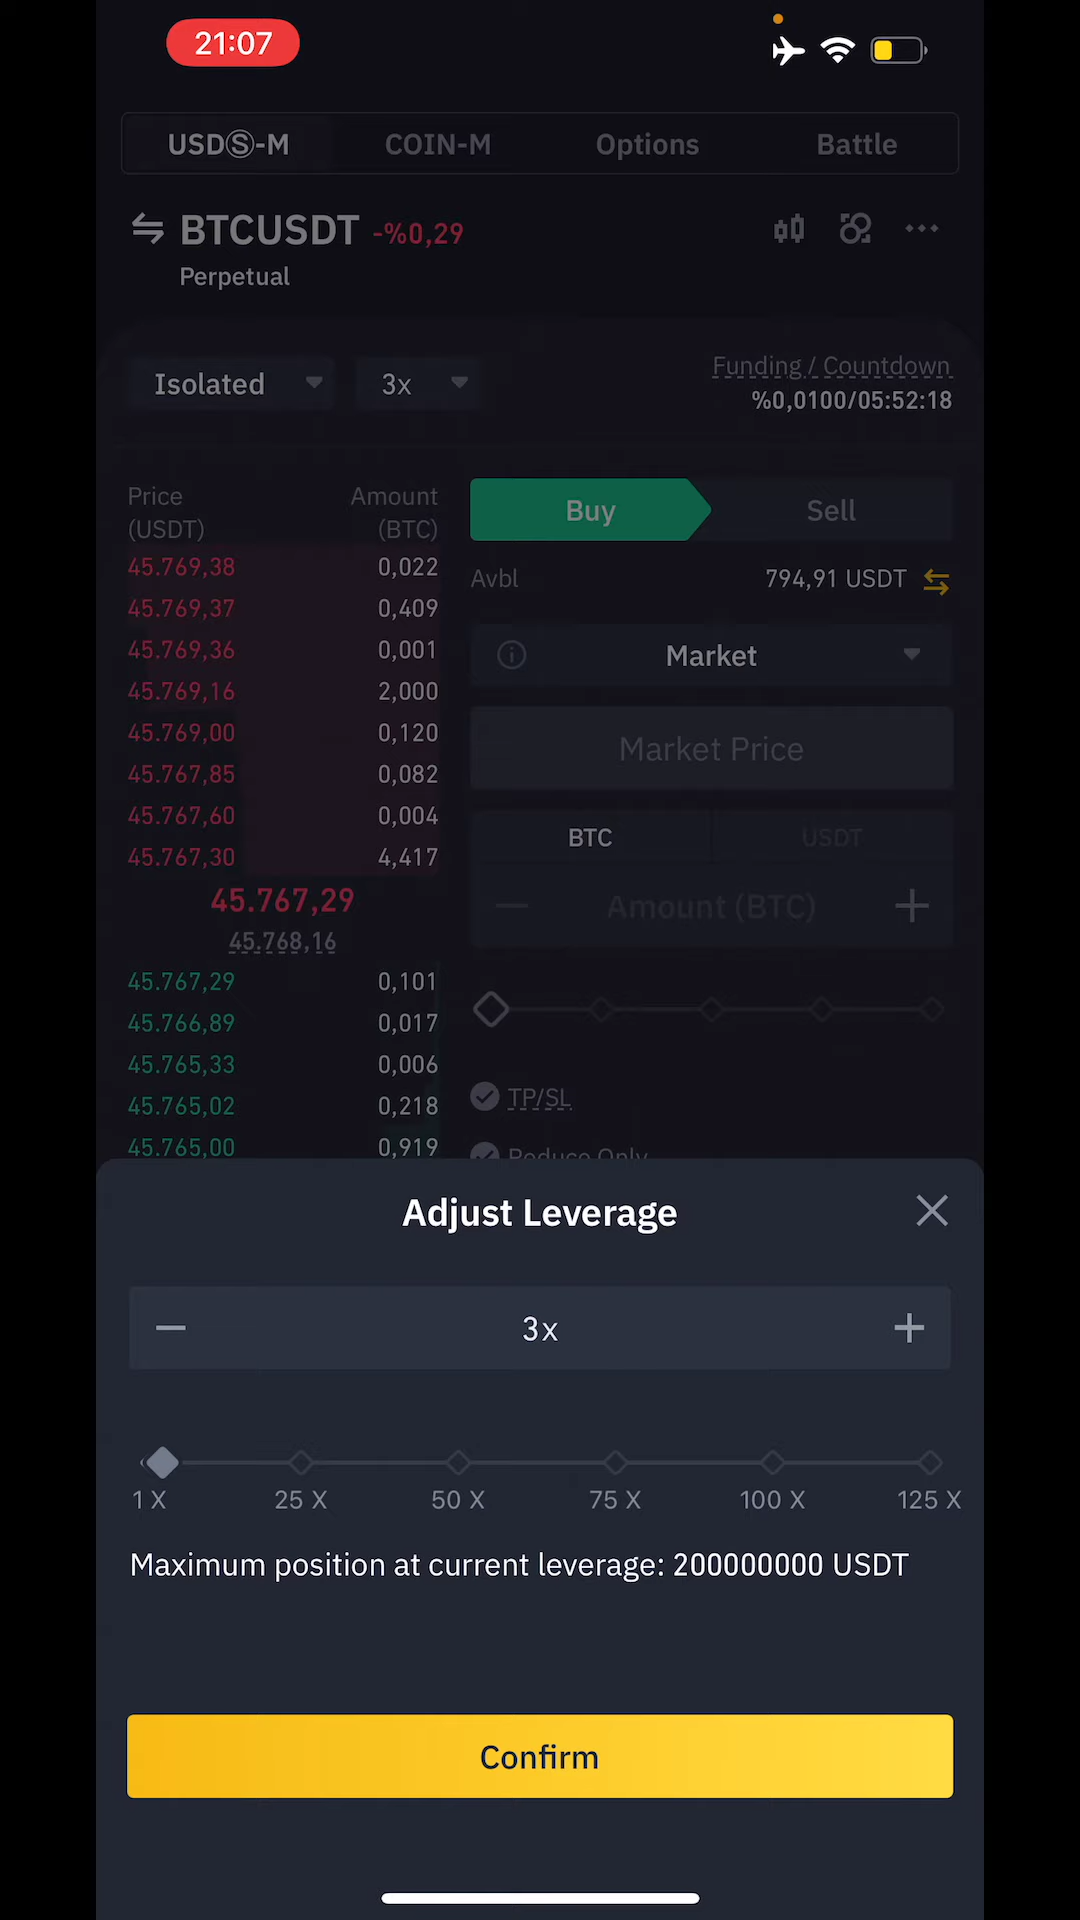 21:07
USDⓈ-M COIN-M Options Battle
BTCUSDT -%0,29
Perpetual
Isolated 3x
Funding / Countdown
%0,0100/05:52:18
Price Amount
(USDT) (BTC)
45.769,38 0,022
45.769,37 0,409
45.769,36 0,001
45.769,16 2,000
45.769,00 0,120
45.767,85 0,082
45.767,60 0,004
45.767,30 4,417
45.767,29
45.768,16
45.767,29 0,101
45.766,89 0,017
45.765,33 0,006
45.765,02 0,218
45.765,00 0,919
Buy Sell
Avbl 794,91 USDT
Market
Market Price
BTC USDT
Amount (BTC)
TP/SL
Reduce Only
Adjust Leverage
3x
1 X 25 X 50 X 75 X 100 X 125 X
Maximum position at current leverage: 200000000 USDT
Confirm